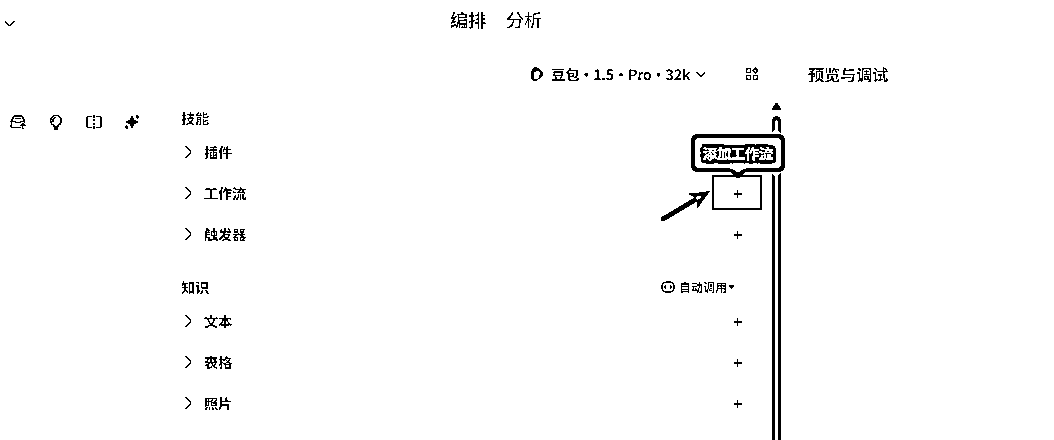 编排 分析
豆包·1.5·Pro·32k
预览与调试
技能
插件
添加工作流
工作流
触发器
知识
自动调用
文本
表格
照片